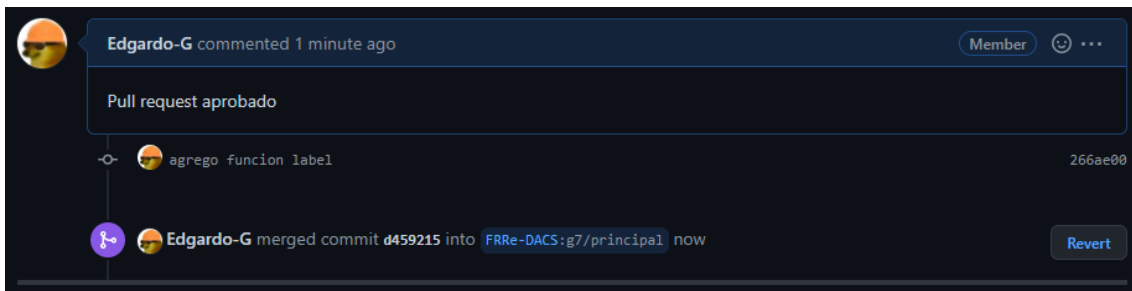 Edgardo-G commented 1 minute ago Member
Pull request aprobado
agrego funcion label 266ae00
Edgardo-G merged commit d459215 into FRRe-DACS:g7/principal now Revert